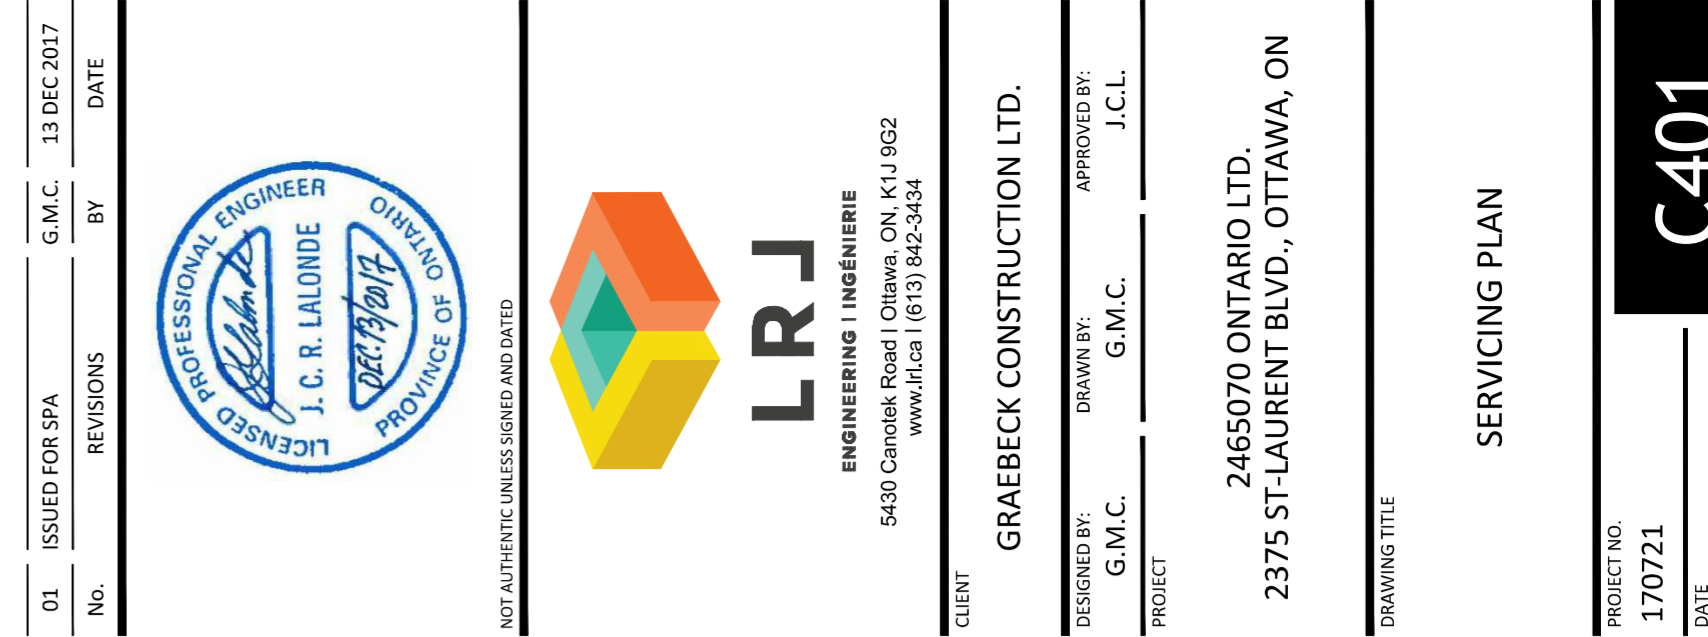 01 ISSUED FOR SPA G.M.C. 13 DEC 2017
No. REVISIONS BY DATE
LICENSED PROFESSIONAL ENGINEER
J. C. R. LALONDE
DEC. 13/2017
PROVINCE OF ONTARIO
NOT AUTHENTIC UNLESS SIGNED AND DATED
LRJ
ENGINEERING I INGÉNIERIE
5430 Canotek Road I Ottawa, ON, K1J 9G2
www.lrl.ca I (613) 842-3434
CLIENT
GRAEBECK CONSTRUCTION LTD.
DESIGNED BY: DRAWN BY: APPROVED BY:
G.M.C. G.M.C. J.C.L.
PROJECT
2465070 ONTARIO LTD.
2375 ST-LAURENT BLVD., OTTAWA, ON
DRAWING TITLE
SERVICING PLAN
PROJECT NO.
170721
C401
DATE